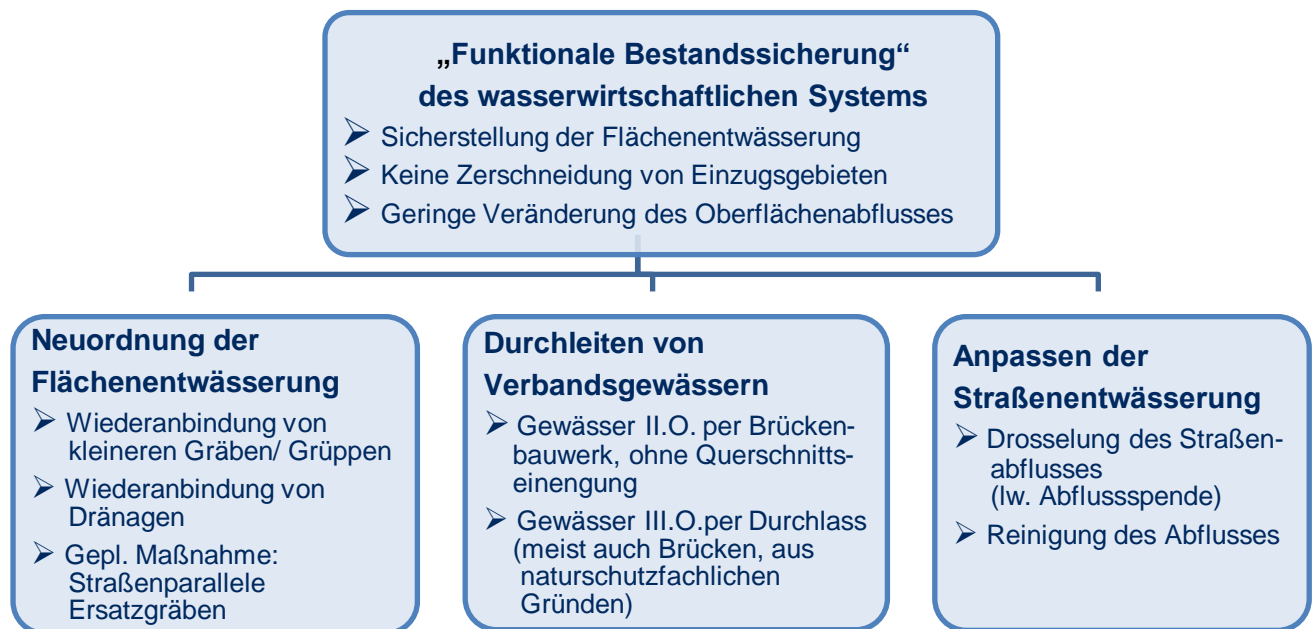 „Funktionale Bestandssicherung“
des wasserwirtschaftlichen Systems
➢ Sicherstellung der Flächenentwässerung
➢ Keine Zerschneidung von Einzugsgebieten
➢ Geringe Veränderung des Oberflächenabflusses
Neuordnung der
Flächenentwässerung
➢ Wiederanbindung von
kleineren Gräben/ Grüppen
➢ Wiederanbindung von
Dränagen
➢ Gepl. Maßnahme:
Straßenparallele
Ersatzgräben
Durchleiten von
Verbandsgewässern
➢ Gewässer II.O. per Brücken-
bauwerk, ohne Querschnitts-
einengung
➢ Gewässer III.O.per Durchlass
(meist auch Brücken, aus
naturschutzfachlichen
Gründen)
Anpassen der
Straßenentwässerung
➢ Drosselung des Straßen-
abflusses
(lw. Abflussspende)
➢ Reinigung des Abflusses